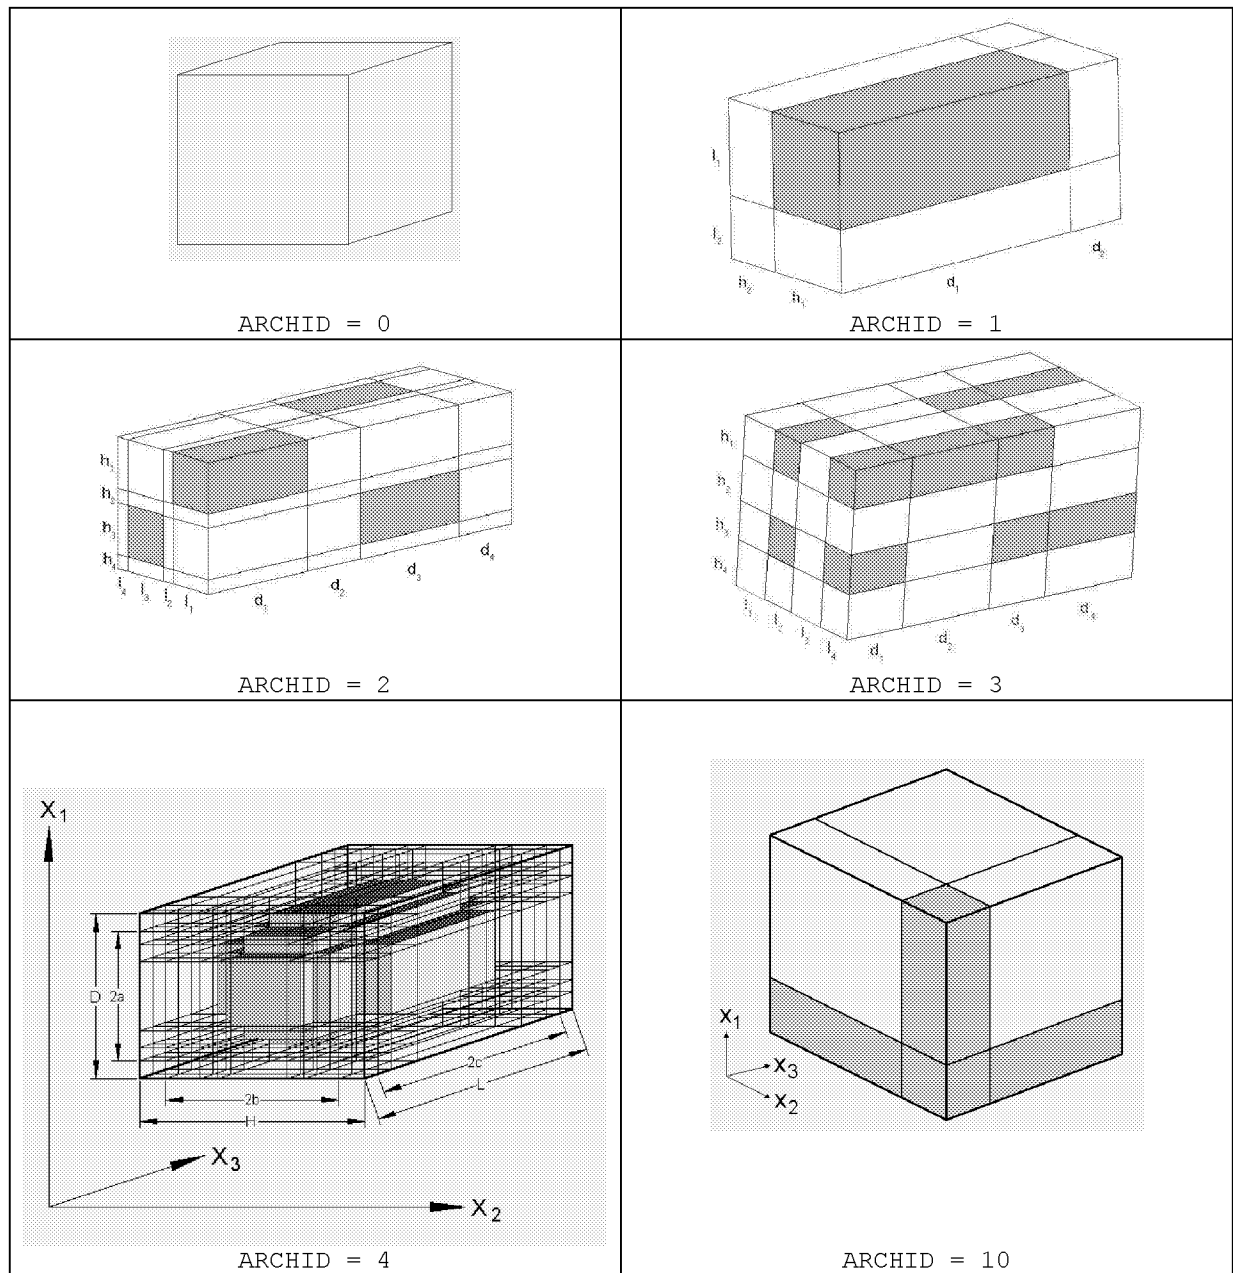 ARCHID = 0
l₁
l₂
h₂
h₁
d₁
d₂
ARCHID = 1
h₁
h₂
h₃
h₄
l₄
l₃
l₂
l₁
d₁
d₂
d₃
d₄
ARCHID = 2
h₁
h₂
h₃
h₄
l₁
l₂
l₃
l₄
d₁
d₂
d₃
d₄
ARCHID = 3
X₁
D
2a
2b
H
2c
L
X₃
X₂
ARCHID = 4
X₁
X₃
X₂
ARCHID = 10